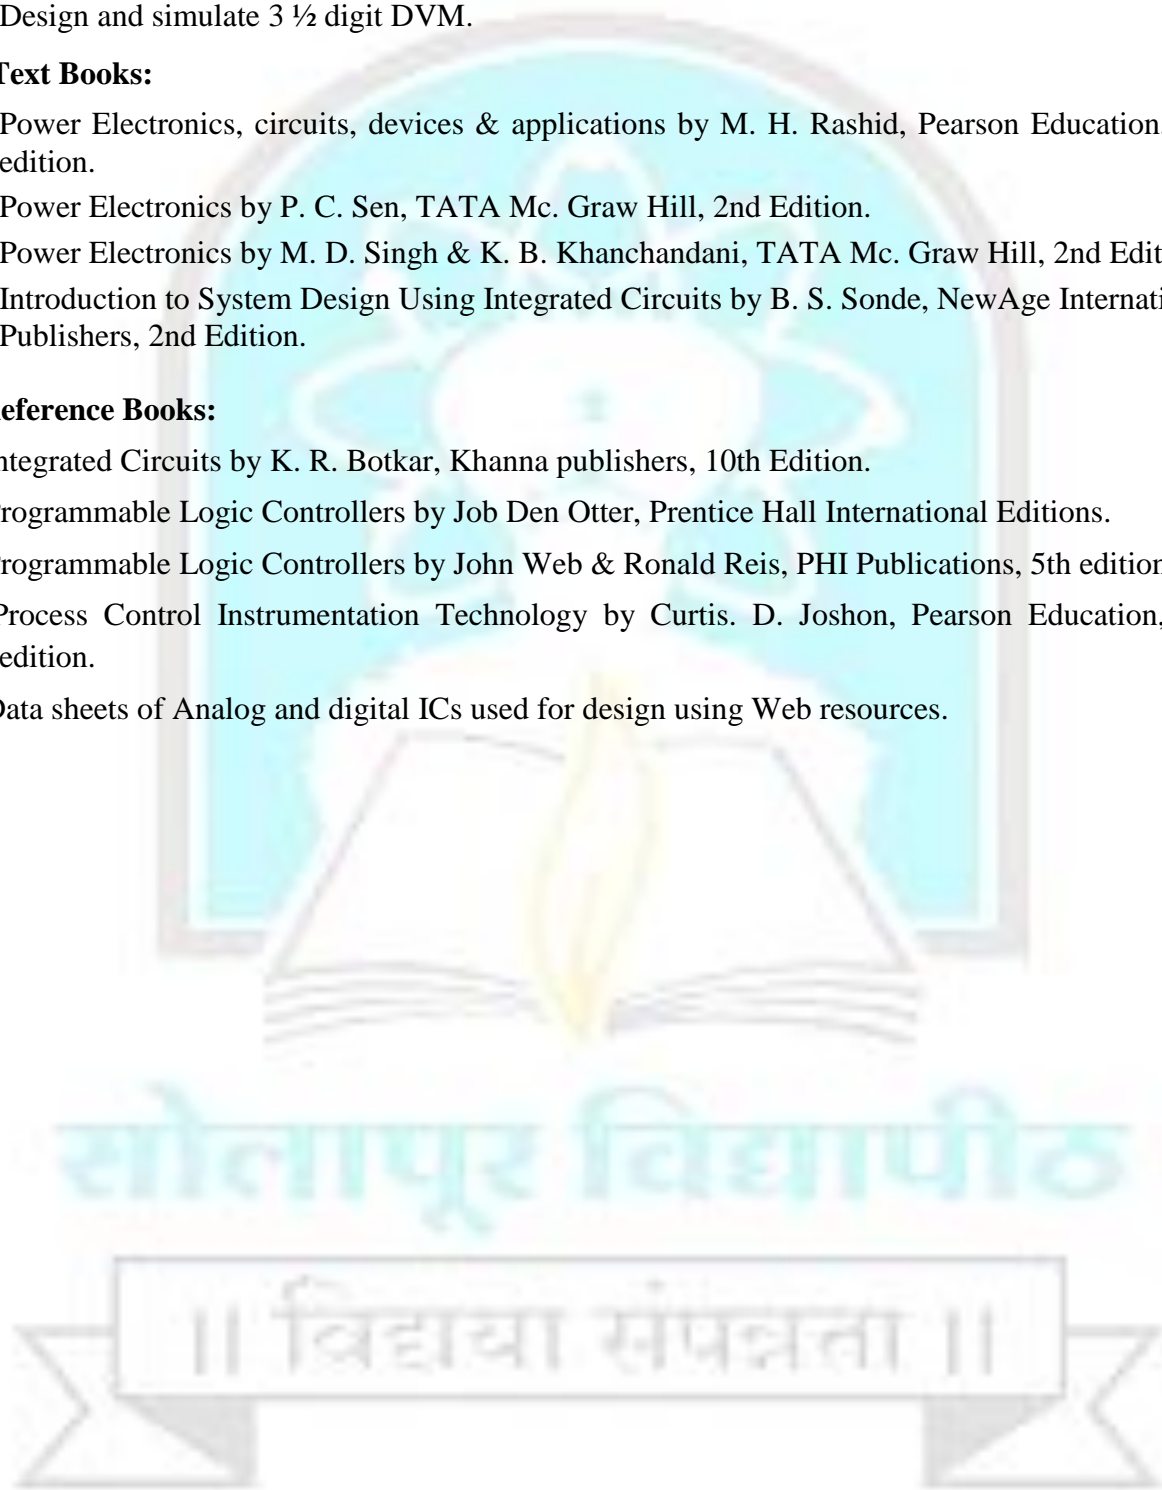 Design and simulate 3 ½ digit DVM.
Text Books:
Power Electronics, circuits, devices & applications by M. H. Rashid, Pearson Education.
edition.
Power Electronics by P. C. Sen, TATA Mc. Graw Hill, 2nd Edition.
Power Electronics by M. D. Singh & K. B. Khanchandani, TATA Mc. Graw Hill, 2nd Edit
Introduction to System Design Using Integrated Circuits by B. S. Sonde, NewAge Internati
Publishers, 2nd Edition.
eference Books:
ntegrated Circuits by K. R. Botkar, Khanna publishers, 10th Edition.
rogrammable Logic Controllers by Job Den Otter, Prentice Hall International Editions.
rogrammable Logic Controllers by John Web & Ronald Reis, PHI Publications, 5th edition
Process Control Instrumentation Technology by Curtis. D. Joshon, Pearson Education,
edition.
Data sheets of Analog and digital ICs used for design using Web resources.
सोलापूर विद्यापीठ
॥ विद्यया संपन्नता ॥